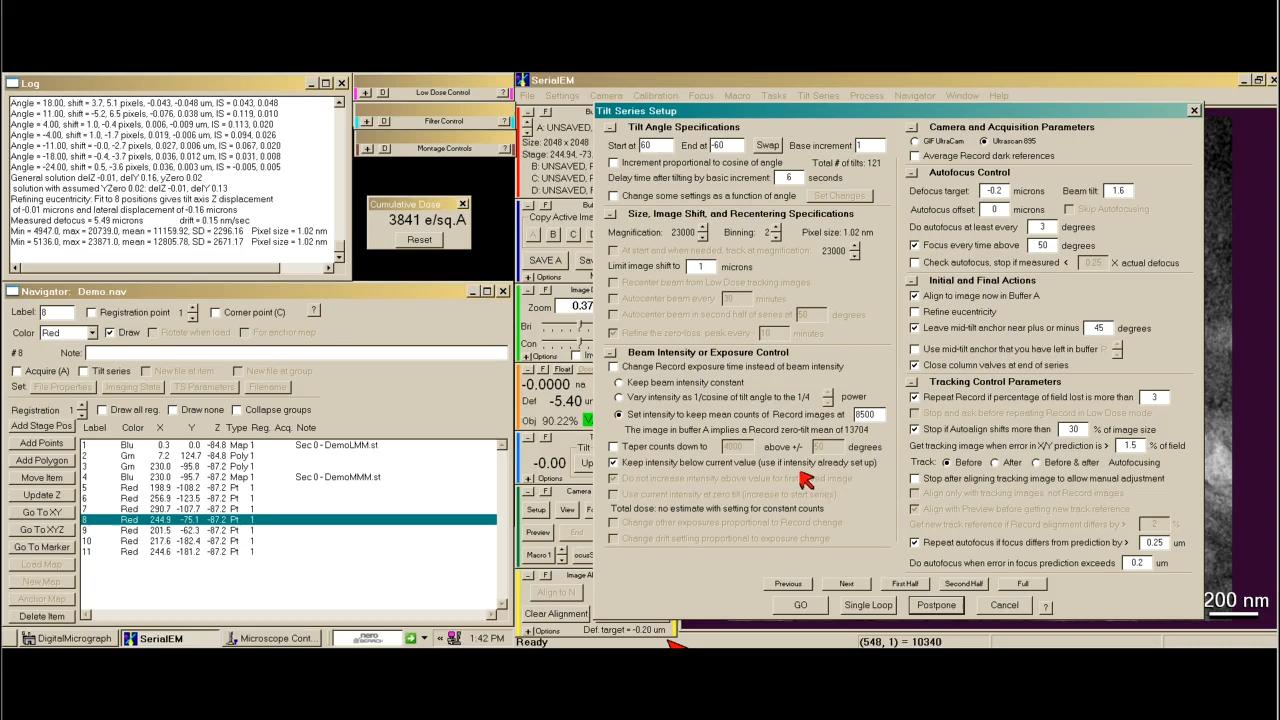 Log
Angle = 18.00, shift = 3.7, 5.1 pixels, -0.043, -0.048 um, IS = 0.043, 0.048
Angle = 11.00, shift = -5.2, 6.5 pixels, -0.076, 0.038 um, IS = 0.119, 0.010
Angle = 4.00, shift = 1.0, -0.4 pixels, 0.006, -0.009 um, IS = 0.113, 0.020
Angle = -4.00, shift = 1.0, -1.7 pixels, 0.019, -0.006 um, IS = 0.094, 0.026
Angle = -11.00, shift = -0.0, -2.7 pixels, 0.027, 0.006 um, IS = 0.067, 0.020
Angle = -18.00, shift = -0.4, -3.7 pixels, 0.036, 0.012 um, IS = 0.031, 0.008
Angle = -24.00, shift = 0.5, -3.6 pixels, 0.036, 0.003 um, IS = -0.005, 0.005
General solution delZ -0.01, delY 0.16, yZero 0.02
solution with assumed YZero 0.02: delZ -0.01, delY 0.13
Refining eucentricity: Fit to 8 positions gives tilt axis Z displacement
of -0.01 microns and lateral displacement of -0.16 microns
Measured defocus = 5.49 microns drift = 0.15 nm/sec
Min = 4947.0, max = 20739.0, mean = 11159.92, SD = 2296.16 Pixel size = 1.02 nm
Min = 5136.0, max = 23871.0, mean = 12805.78, SD = 2671.17 Pixel size = 1.02 nm
+ D Low Dose Control ?
+ D Filter Control ?
+ D Montage Controls ?
Cumulative Dose
3841 e/sq.A
Reset
Navigator: Demo.nav
Label: 8 Registration point 1 Corner point (C) ?
Color Red Draw Rotate when load For anchor map
# 8 Note:
Acquire (A) Tilt series New file at item New file at group
Set: File Properties Imaging State TS Parameters Filename
Registration 1 Draw all reg. Draw none Collapse groups
Add Stage Pos Label Color X Y Z Type Reg. Acq. Note
Add Points
Add Polygon
Move Item
Update Z
Go To XY
Go To XYZ
Go To Marker
Load Map
New Map
Anchor Map
Delete Item
1 Blu 0.3 0.0 -84.8 Map 1 Sec 0 - DemoLMM.st
2 Grn 7.2 124.7 -84.8 Poly 1
3 Grn 230.0 -95.8 -84.8 Poly 1
4 Blu 230.0 -95.7 -84.8 Map 1 Sec 0 - DemoMMM.st
5 Red 198.9 -108.2 -87.2 Pt 1
6 Red 256.9 -123.5 -87.2 Pt 1
7 Red 230.7 -90.2 -87.2 Pt 1
8 Red 244.9 -75.1 -87.2 Pt 1
9 Red 201.5 -62.3 -87.2 Pt 1
10 Red 217.6 -182.4 -87.2 Pt 1
11 Red 244.6 -181.2 -87.2 Pt 1
DigitalMicrograph SerialEM Microscope Cont... nero SEARCH « 1:42 PM
SerialEM
File Settings Camera Calibration Focus Macro Tasks Tilt Series Process Navigator Window Help
A: UNSAVED,
Size: 2048 x
Stage: 244.94, -73.
B: UNSAVED,
C: UNSAVED,
D: UNSAVED,
Copy Active Ima
A B C D
SAVE A
Options
Zoom 0.37
Bri
Con
Options
F Float
-0.0000 na
Def -5.40 um
Obj 90.22%
-0.00 Up
Options
Setup View
Preview End
Macro 1
Align to N
Clear Alignment
Options Def. target = -0.20 um
Ready
(548, 1) = 10340
200 nm
Tilt Series Setup
Tilt Angle Specifications
Start at 60 End at -60 Swap Base increment 1
Increment proportional to cosine of angle Total # of tilts: 121
Delay time after tilting by basic increment: 6 seconds
Change some settings as a function of angle Set Changes
Size, Image Shift, and Recentering Specifications
Magnification: 23000 Binning: 2 Pixel size: 1.02 nm
At start and when needed, track at magnification: 23000
Limit image shift to 1 microns
Recenter beam from Low Dose tracking images
Autocenter beam every 30 minutes
Autocenter beam in second half of series at 50 degrees
Refine the zero-loss peak every - 10 minutes
Beam Intensity or Exposure Control
Change Record exposure time instead of beam intensity
Keep beam intensity constant
Vary intensity as 1/cosine of tilt angle to the 1/4 power
Set intensity to keep mean counts of Record images at 8500
The image in buffer A implies a Record zero-tilt mean of 13704
Taper counts down to 4000 above +/- 50 degrees
Keep intensity below current value (use if intensity already set up)
Do not increase intensity above value for first image
Use current intensity at zero tilt (increase to start series)
Total dose: no estimate with setting for constant counts
Change other exposures proportional to Record change
Change drift settling proportional to exposure change
Camera and Acquisition Parameters
GIF UltraCam Ultrascan 895
Average Record dark references
Autofocus Control
Defocus target: -0.2 microns Beam tilt: 1.6
Autofocus offset: 0 microns Skip Autofocusing
Do autofocus at least every 3 degrees
Focus every time above 50 degrees
Check autofocus, stop if measured < 0.25 X actual defocus
Initial and Final Actions
Align to image now in Buffer A
Refine eucentricity
Leave mid-tilt anchor near plus or minus 45 degrees
Use mid-tilt anchor that you have left in buffer P
Close column valves at end of series
Tracking Control Parameters
Repeat Record if percentage of field lost is more than 3
Stop and ask before repeating Record in Low Dose mode
Stop if Autoalign shifts more than 30 % of image size
Get tracking image when error in X/Y prediction is > 1.5 % of field
Track: Before After Before & after Autofocusing
Stop after aligning tracking image to allow manual adjustment
Align only with tracking images, not Record images
Align with Preview before getting new track reference
Get new track reference if Record alignment differs by > 2 %
Repeat autofocus if focus differs from prediction by > 0.25 um
Do autofocus when error in focus prediction exceeds 0.2 um
Previous Next First Half Second Half Full
GO Single Loop Postpone Cancel ?